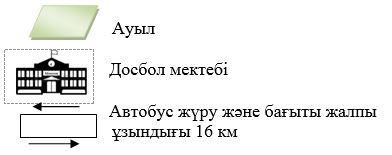 Ауыл
Досбол мектебі
Автобус жүру және бағыты жалпы
ұзындығы 16 км